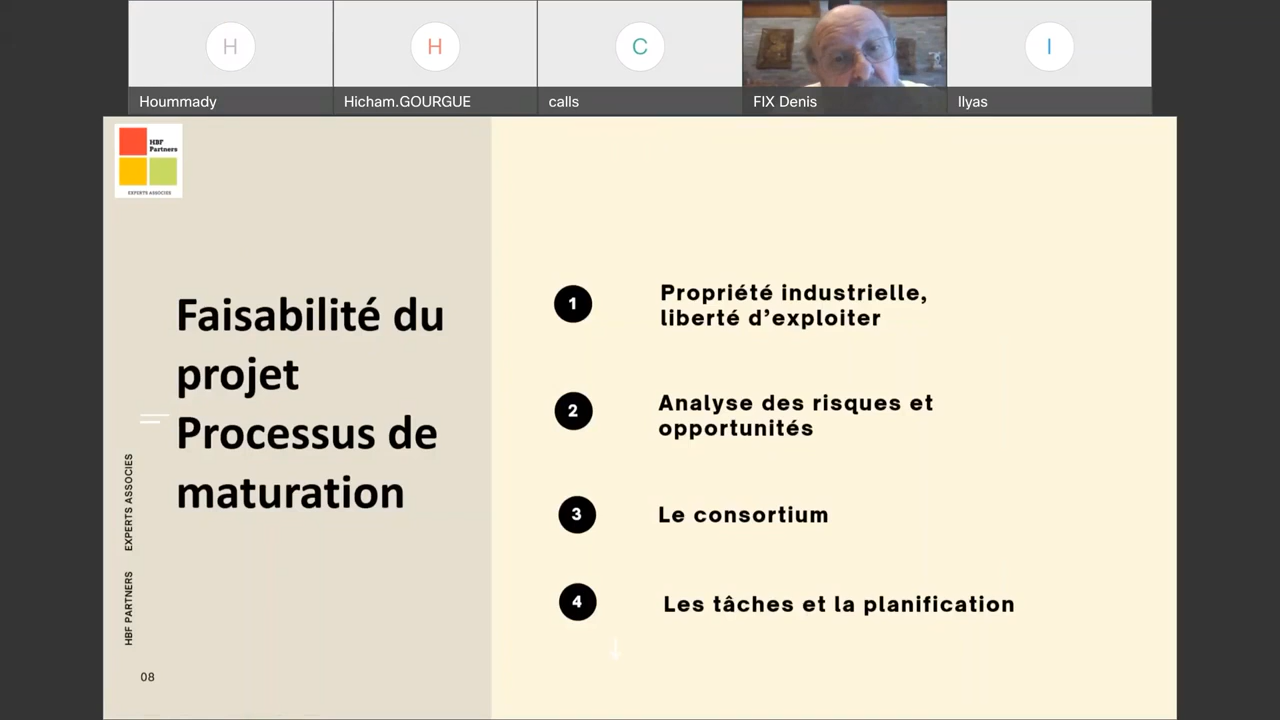 H
H
C
I
Hoummady
Hicham.GOURGUE
calls
FIX Denis
Ilyas
HBF
Partners
EXPERTS ASSOCIES
Faisabilité du
projet
Processus de
maturation
1
Propriété industrielle,
liberté d’exploiter
2
Analyse des risques et
opportunités
3
Le consortium
4
Les tâches et la planification
HBF PARTNERS EXPERTS ASSOCIES
08